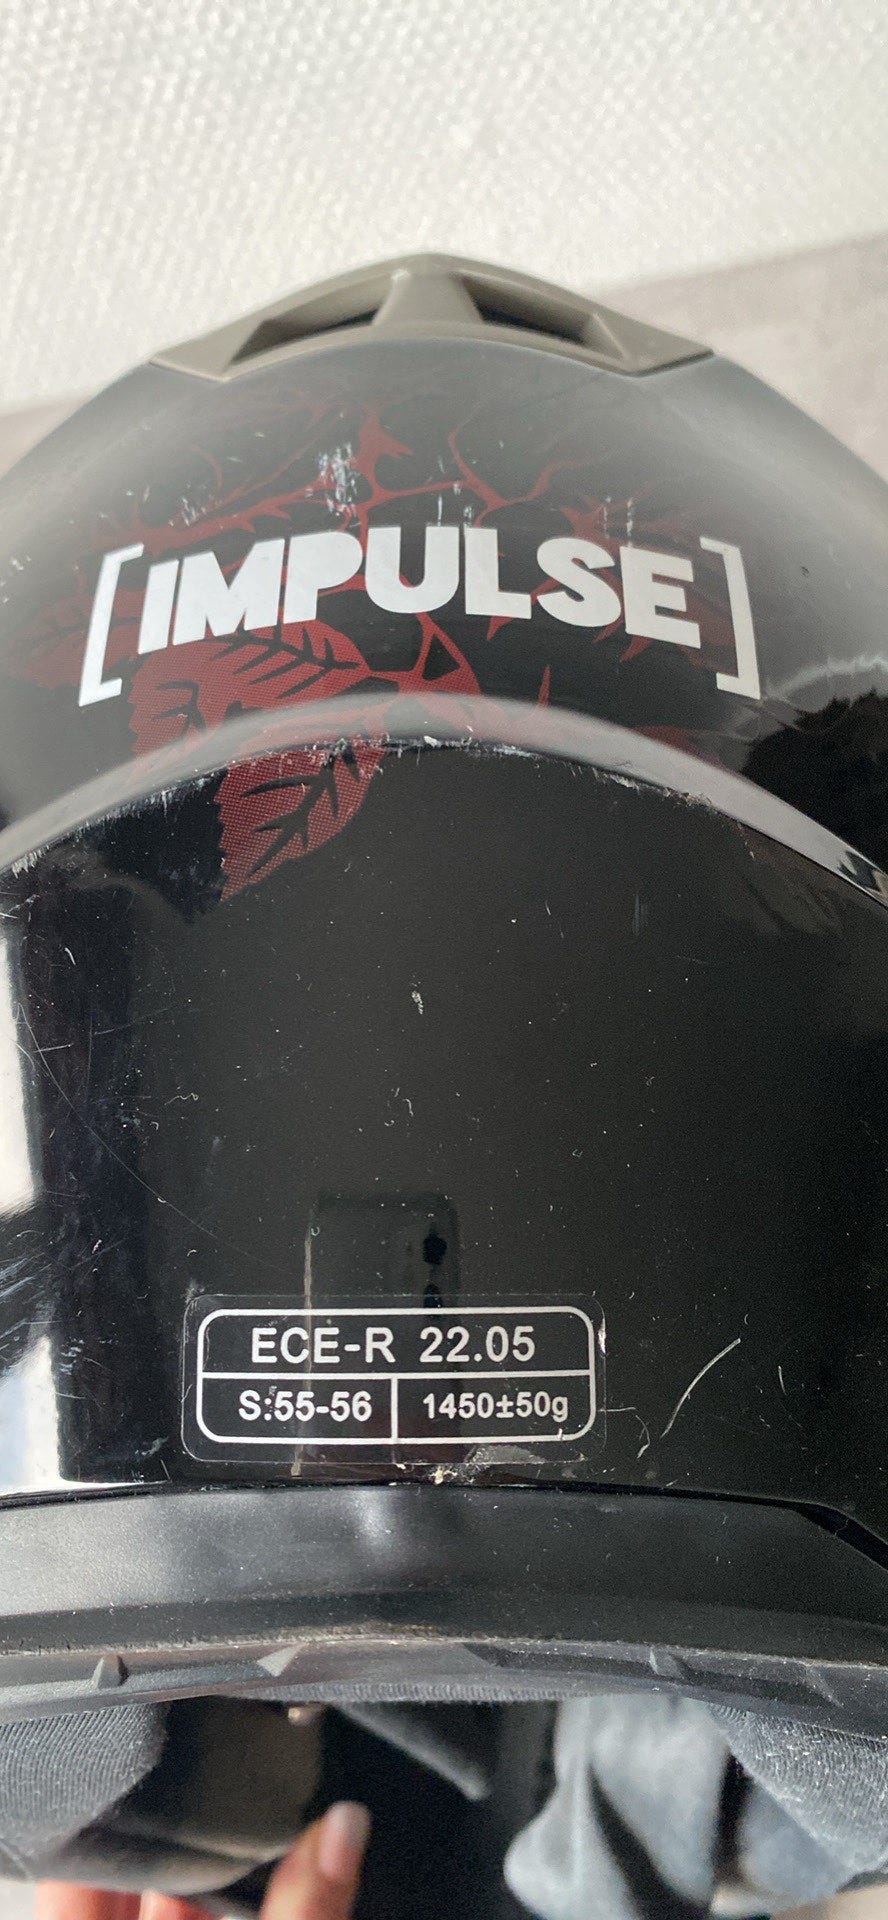 [IMPULSE]
ECE-R 22.05
S:55-56 1450±50g